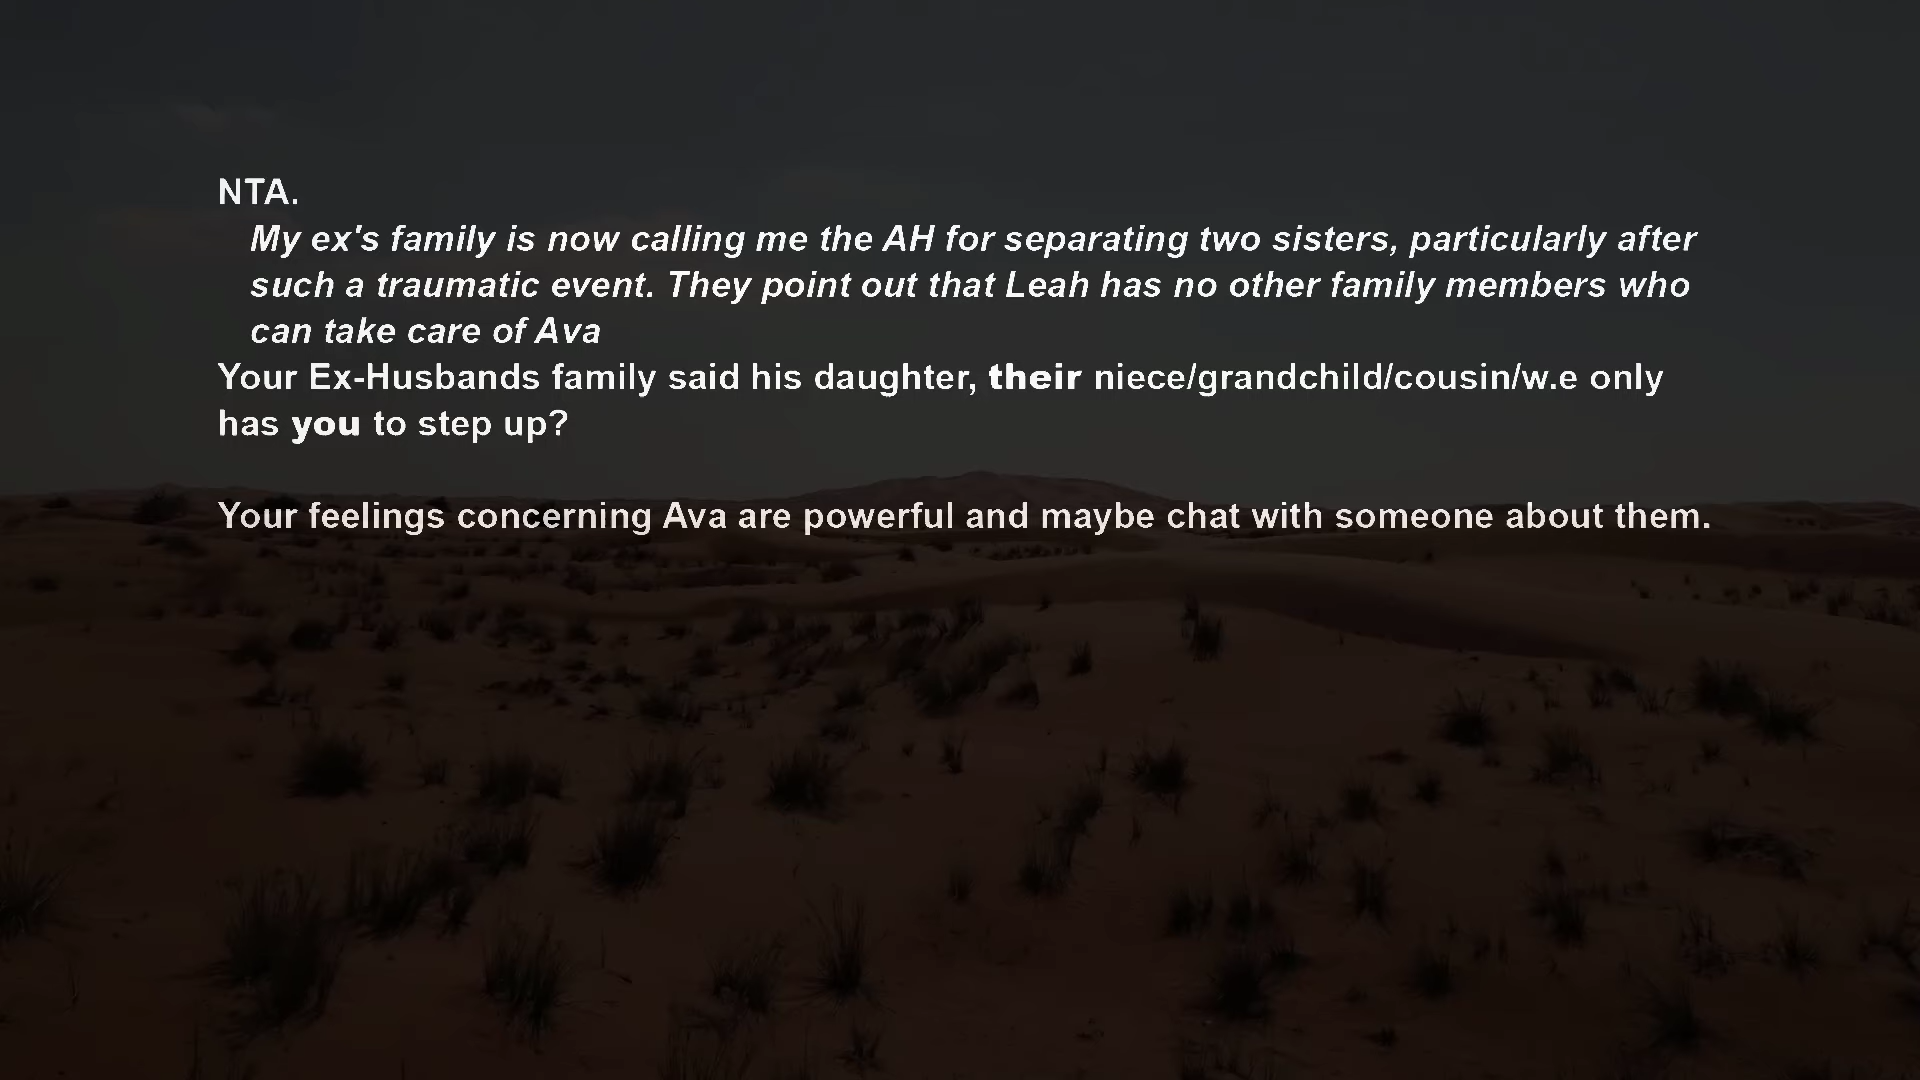 NTA.
My ex's family is now calling me the AH for separating two sisters, particularly after
such a traumatic event. They point out that Leah has no other family members who
can take care of Ava
Your Ex-Husbands family said his daughter, their niece/grandchild/cousin/w.e only
has you to step up?
Your feelings concerning Ava are powerful and maybe chat with someone about them.